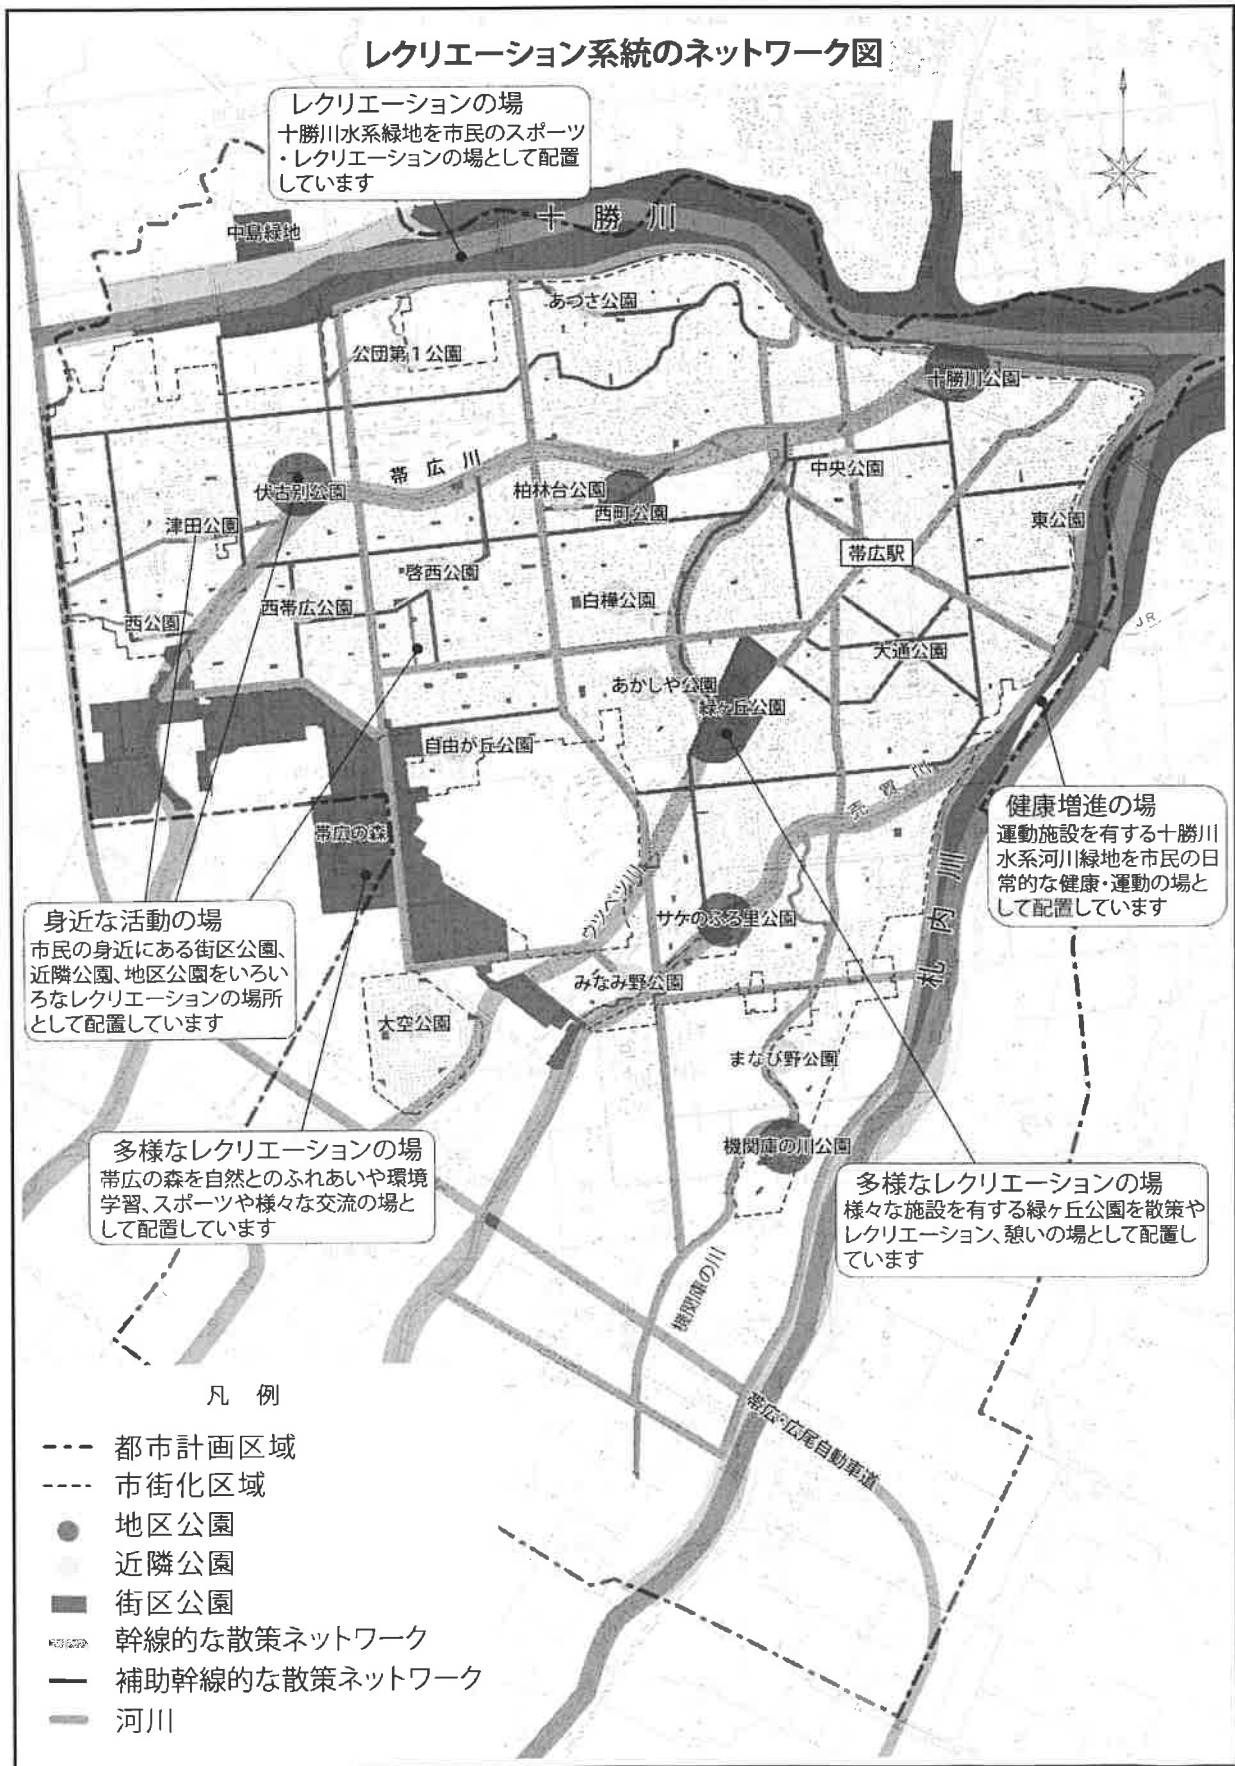 レクリエーション系統のネットワーク図
レクリエーションの場
十勝川水系緑地を市民のスポーツ
・レクリエーションの場として配置
しています
十勝川
中島緑地
あづさ公園
公団第1公園
十勝川公園
帯広川
伏古別公園
柏林台公園
西町公園
中央公園
津田公園
東公園
帯広駅
啓西公園
西帯広公園
白樺公園
西公園
JR
大通公園
あかしや公園
緑ヶ丘公園
自由が丘公園
売買川
健康増進の場
運動施設を有する十勝川
水系河川緑地を市民の日
常的な健康・運動の場と
して配置しています
帯広の森
ウツベツ川
サケのふる里公園
札内川
身近な活動の場
市民の身近にある街区公園、
近隣公園、地区公園をいろい
ろなレクリエーションの場所
として配置しています
みなみ野公園
大空公園
まなび野公園
機関庫の川公園
多様なレクリエーションの場
帯広の森を自然とのふれあいや環境
学習、スポーツや様々な交流の場と
して配置しています
多様なレクリエーションの場
様々な施設を有する緑ヶ丘公園を散策や
レクリエーション、憩いの場として配置し
ています
機関庫の川
帯広・広尾自動車道
凡例
都市計画区域
市街化区域
地区公園
近隣公園
街区公園
幹線的な散策ネットワーク
補助幹線的な散策ネットワーク
河川